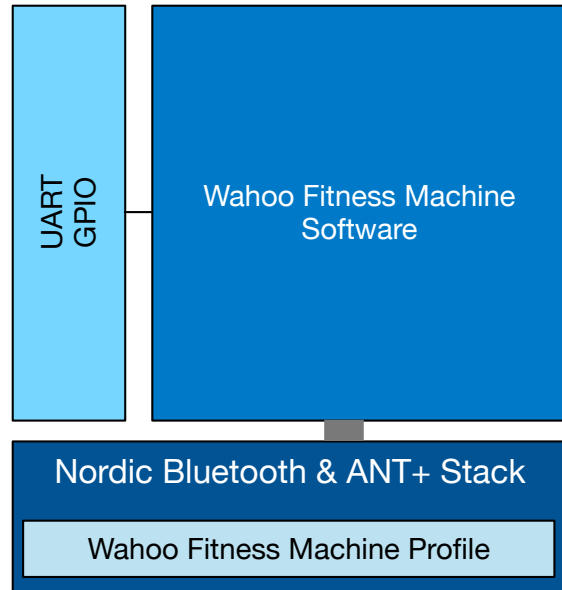 UART
GPIO
Wahoo Fitness Machine
Software
Nordic Bluetooth & ANT+ Stack
Wahoo Fitness Machine Profile